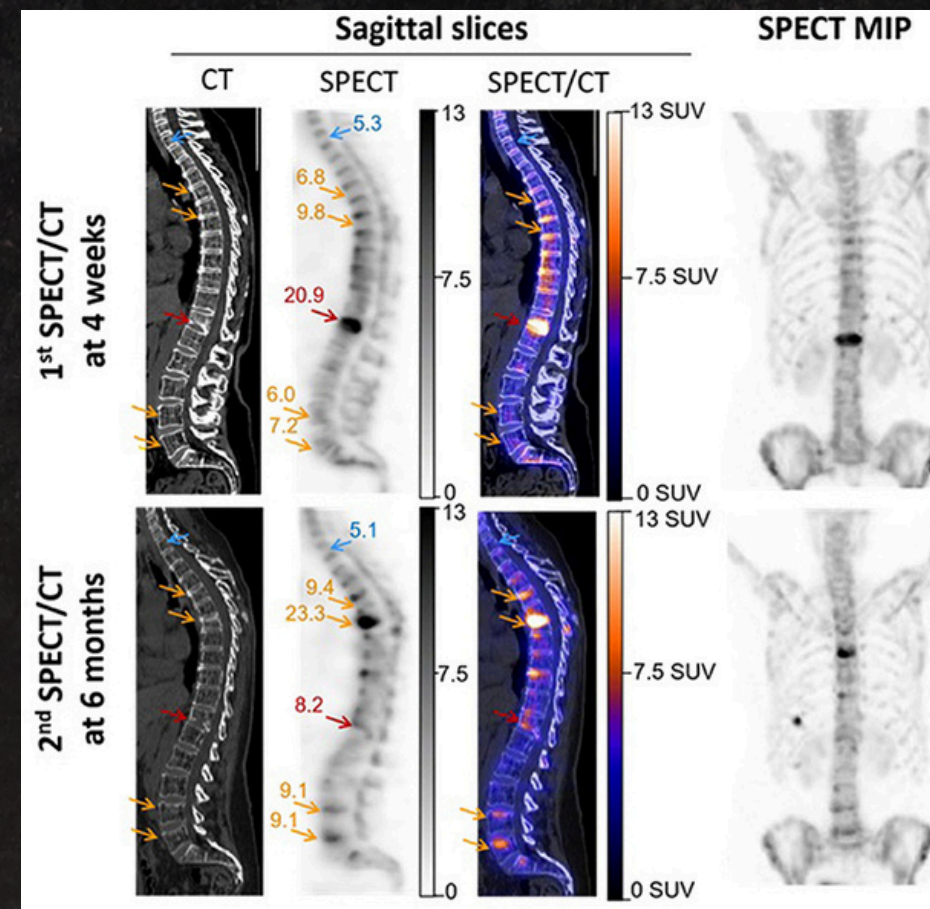 Sagittal slices
SPECT MIP
CT
SPECT
SPECT/CT
1st SPECT/CT
at 4 weeks
13
7.5
0
13 SUV
7.5 SUV
0 SUV
5.3
6.8
9.8
20.9
6.0
7.2
2nd SPECT/CT
at 6 months
13
7.5
0
13 SUV
7.5 SUV
0 SUV
5.1
9.4
23.3
8.2
9.1
9.1